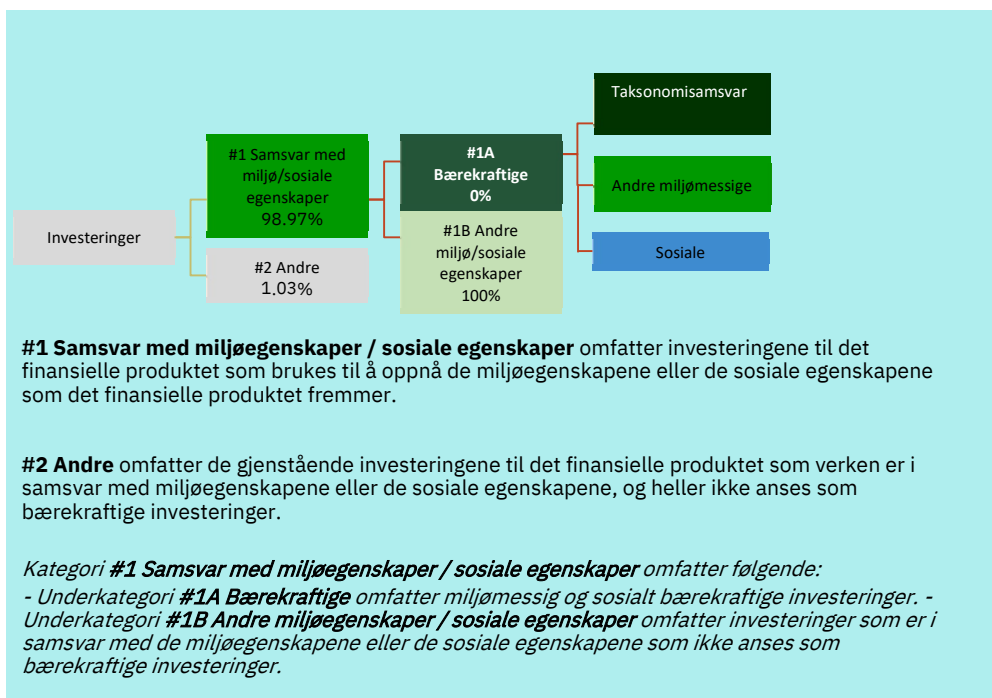 Taksonomisamsvar
#1 Samsvar med
miljø/sosiale
egenskaper
98.97%
#1A
Bærekraftige
0%
Andre miljømessige
Investeringer
#1B Andre
miljø/sosiale
egenskaper
100%
Sosiale
#2 Andre
1.03%
#1 Samsvar med miljøegenskaper / sosiale egenskaper omfatter investeringene til det
finansielle produktet som brukes til å oppnå de miljøegenskapene eller de sosiale egenskapene
som det finansielle produktet fremmer.
#2 Andre omfatter de gjenstående investeringene til det finansielle produktet som verken er i
samsvar med miljøegenskapene eller de sosiale egenskapene, og heller ikke anses som
bærekraftige investeringer.
Kategori #1 Samsvar med miljøegenskaper / sosiale egenskaper omfatter følgende:
- Underkategori #1A Bærekraftige omfatter miljømessig og sosialt bærekraftige investeringer. -
Underkategori #1B Andre miljøegenskaper / sosiale egenskaper omfatter investeringer som er i
samsvar med de miljøegenskapene eller de sosiale egenskapene som ikke anses som
bærekraftige investeringer.